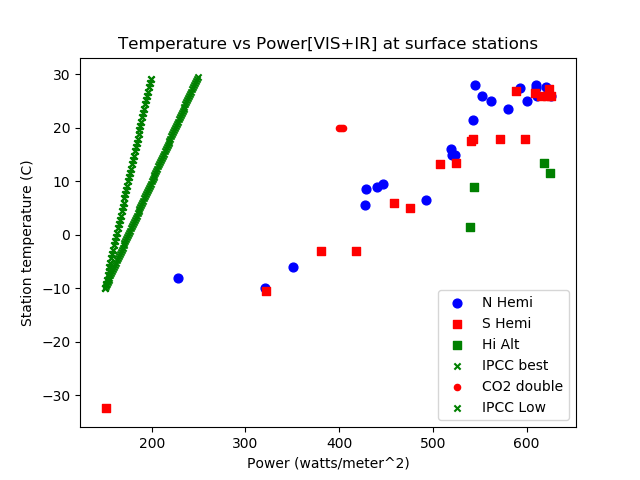 Temperature vs Power[VIS+IR] at surface stations
30
20
10
0
−10
−20
−30
Station temperature (C)
N Hemi
S Hemi
Hi Alt
IPCC best
CO2 double
IPCC Low
200
300
400
500
600
Power (watts/meter^2)